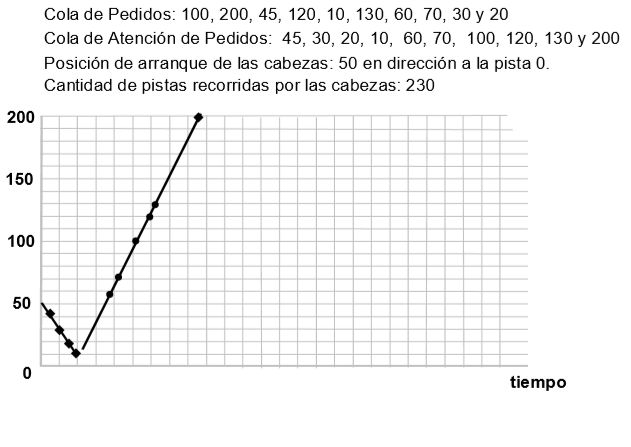 Cola de Pedidos: 100, 200, 45, 120, 10, 130, 60, 70, 30 y 20
Cola de Atención de Pedidos: 45, 30, 20, 10, 60, 70, 100, 120, 130 y 200
Posición de arranque de las cabezas: 50 en dirección a la pista 0.
Cantidad de pistas recorridas por las cabezas: 230
200
150
100
50
0
tiempo